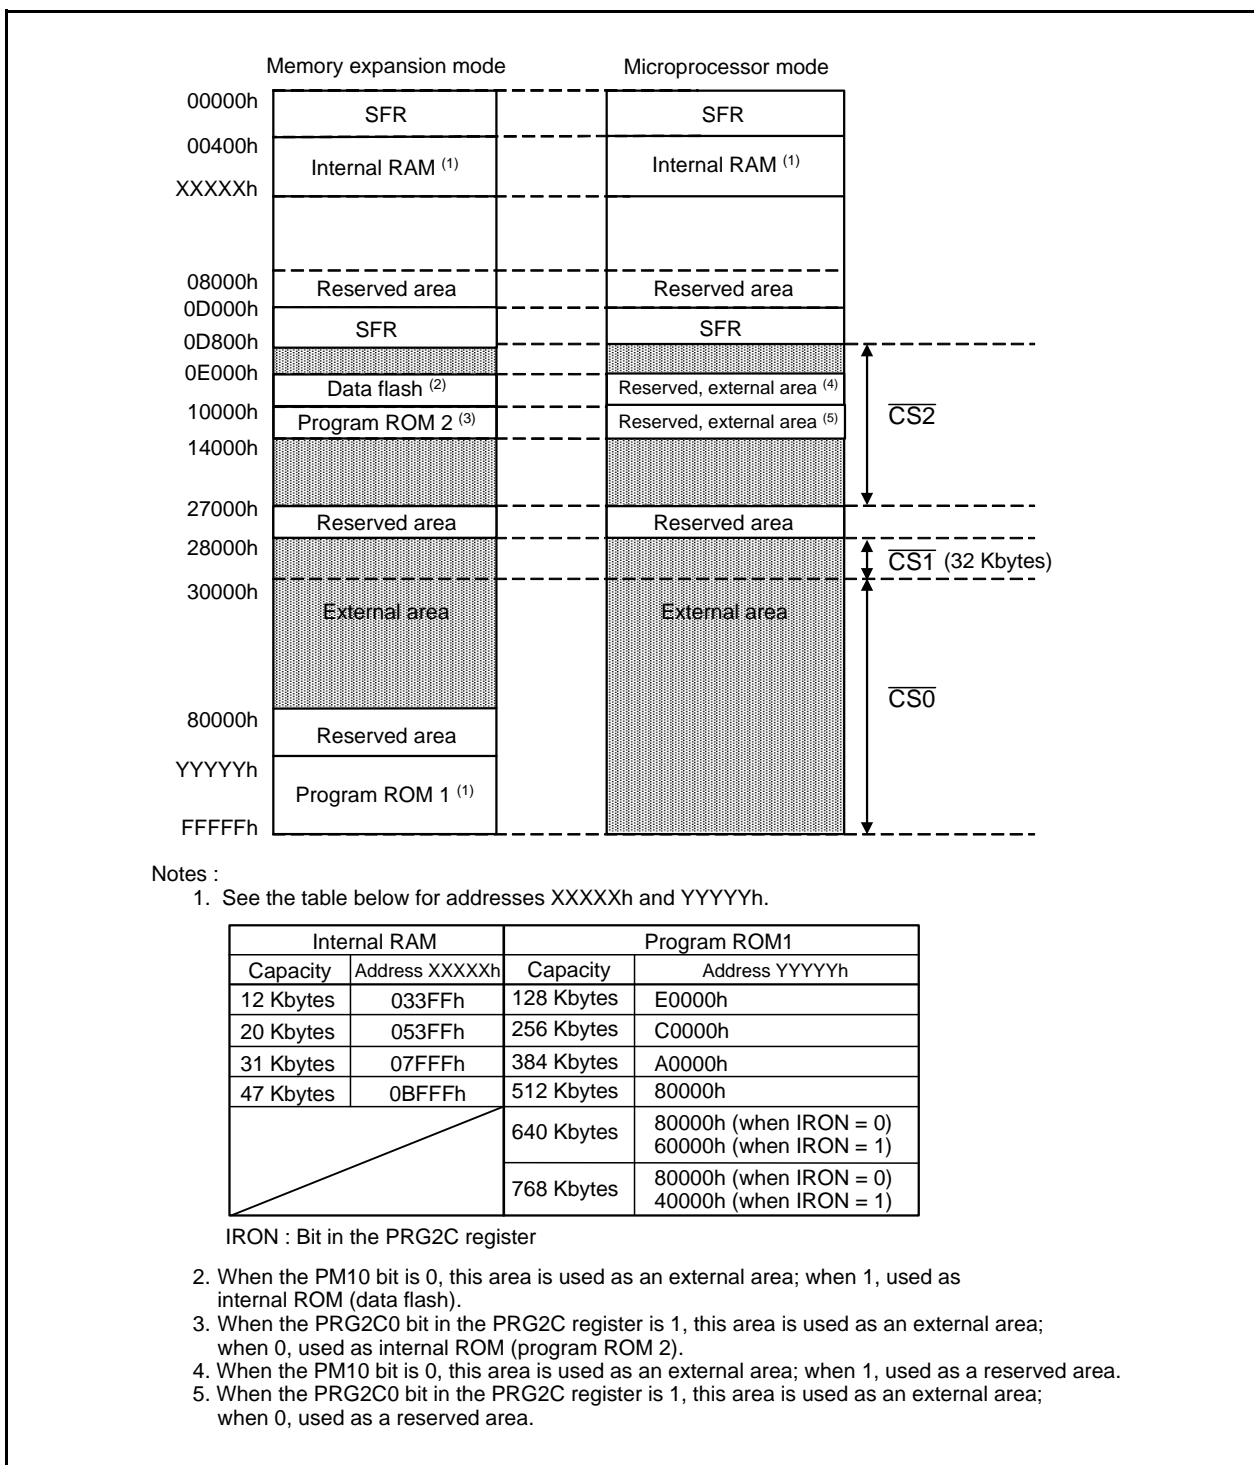 Memory expansion mode
Microprocessor mode
00000h
SFR
SFR
00400h
Internal RAM (1)
Internal RAM (1)
XXXXXh
08000h
Reserved area
Reserved area
0D000h
SFR
SFR
0D800h
0E000h
Data flash (2)
Reserved, external area (4)
10000h
Program ROM 2 (3)
Reserved, external area (5)
CS2
14000h
27000h
Reserved area
Reserved area
28000h
CS1 (32 Kbytes)
30000h
External area
External area
CS0
80000h
Reserved area
YYYYYh
Program ROM 1 (1)
FFFFFh
Notes :
1. See the table below for addresses XXXXXh and YYYYYh.
Internal RAM Program ROM1
Capacity Address XXXXXh Capacity Address YYYYYh
12 Kbytes 033FFh 128 Kbytes E0000h
20 Kbytes 053FFh 256 Kbytes C0000h
31 Kbytes 07FFFh 384 Kbytes A0000h
47 Kbytes 0BFFFh 512 Kbytes 80000h
640 Kbytes 80000h (when IRON = 0)
60000h (when IRON = 1)
768 Kbytes 80000h (when IRON = 0)
40000h (when IRON = 1)
IRON : Bit in the PRG2C register
2. When the PM10 bit is 0, this area is used as an external area; when 1, used as
internal ROM (data flash).
3. When the PRG2C0 bit in the PRG2C register is 1, this area is used as an external area;
when 0, used as internal ROM (program ROM 2).
4. When the PM10 bit is 0, this area is used as an external area; when 1, used as a reserved area.
5. When the PRG2C0 bit in the PRG2C register is 1, this area is used as an external area;
when 0, used as a reserved area.